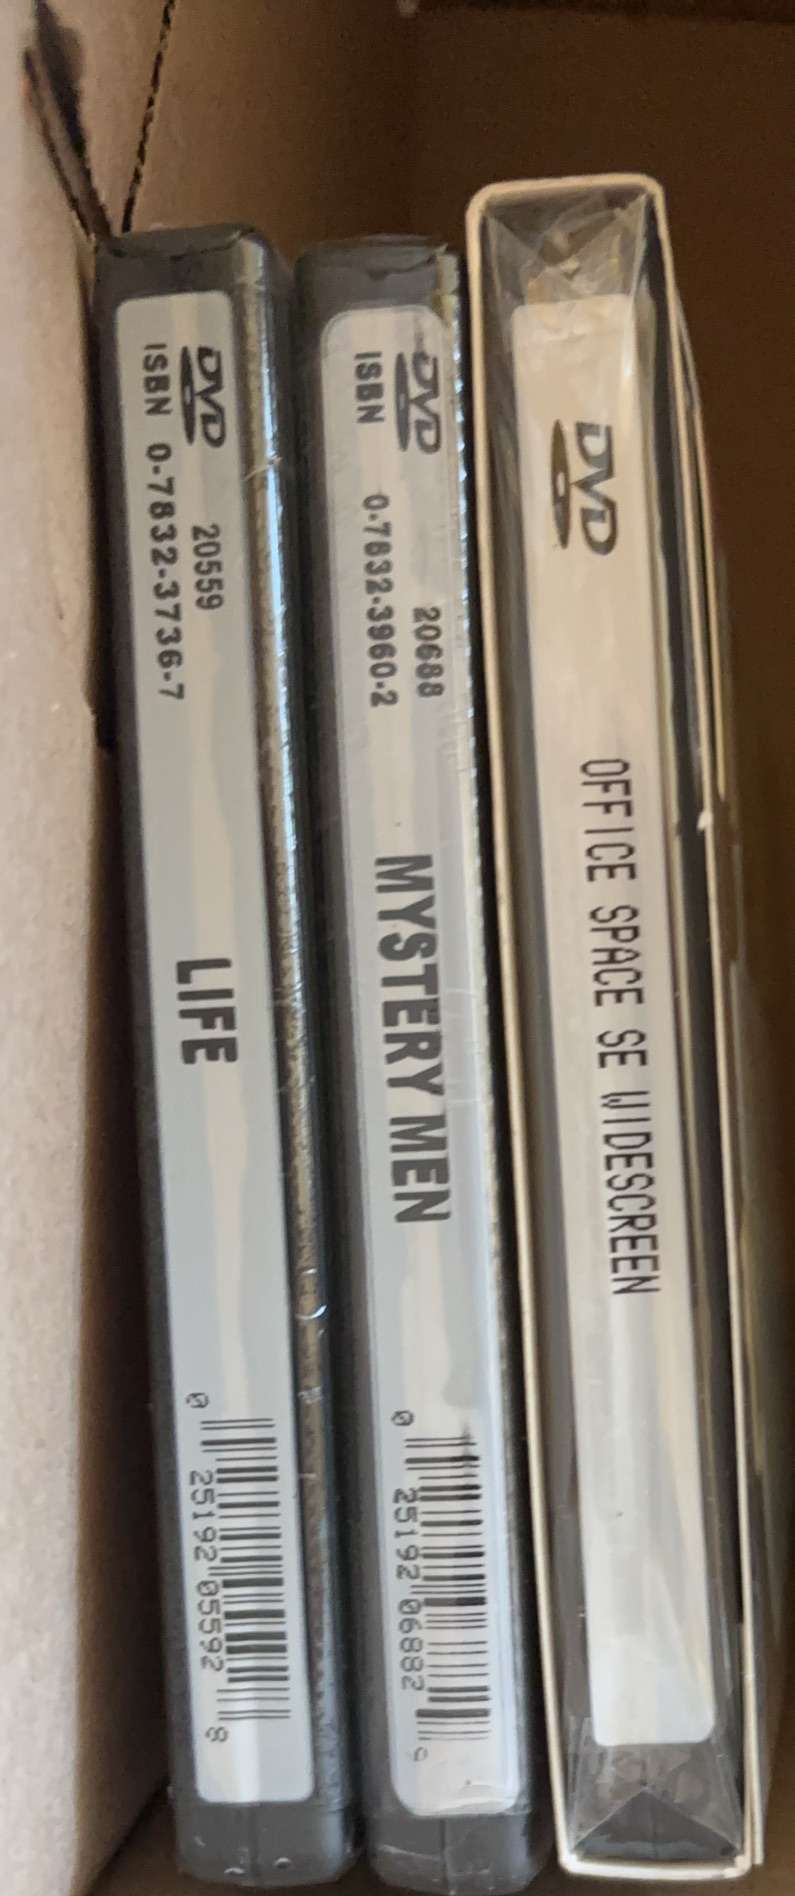 DVD 20559
ISBN 0-7832-3736-7
LIFE
0 25192 05592 8
DVD 20688
ISBN 0-7832-3960-2
MYSTERY MEN
0 25192 06882
DVD
OFFICE SPACE SE WIDESCREEN